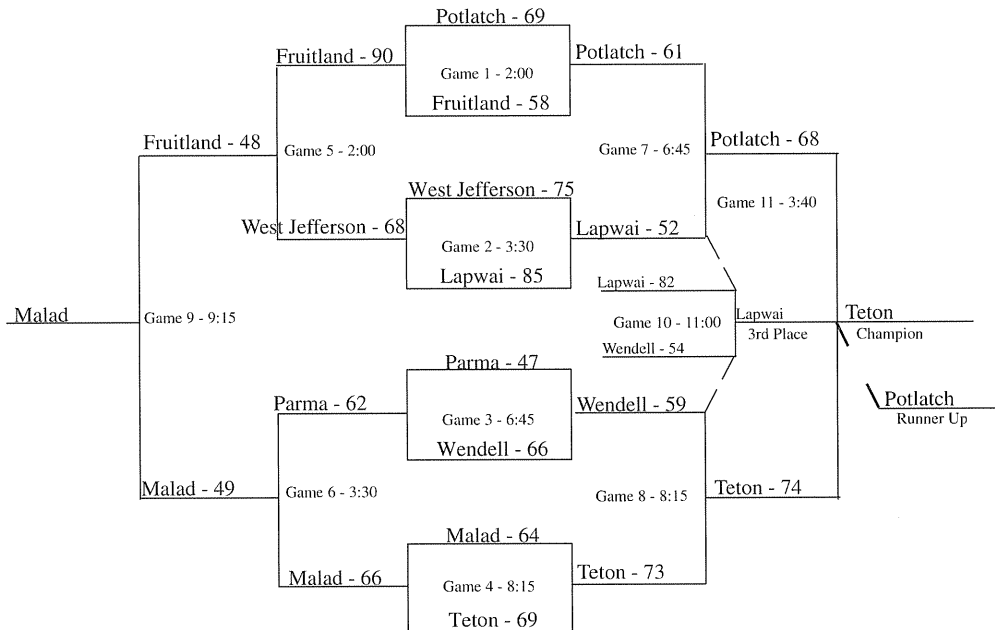 Potlatch - 69
Fruitland - 90
Potlatch - 61
Game 1 - 2:00
Fruitland - 58
Fruitland - 48
Game 5 - 2:00
Game 7 - 6:45
Potlatch - 68
West Jefferson - 75
Game 11 - 3:40
West Jefferson - 68
Game 2 - 3:30
Lapwai - 52
Lapwai - 85
Lapwai - 82
Malad
Game 9 - 9:15
Game 10 - 11:00
Lapwai
3rd Place
Teton
Champion
Wendell - 54
Parma - 47
Parma - 62
Wendell - 59
Game 3 - 6:45
Wendell - 66
Potlatch
Runner Up
Malad - 49
Game 6 - 3:30
Game 8 - 8:15
Teton - 74
Malad - 64
Malad - 66
Game 4 - 8:15
Teton - 73
Teton - 69